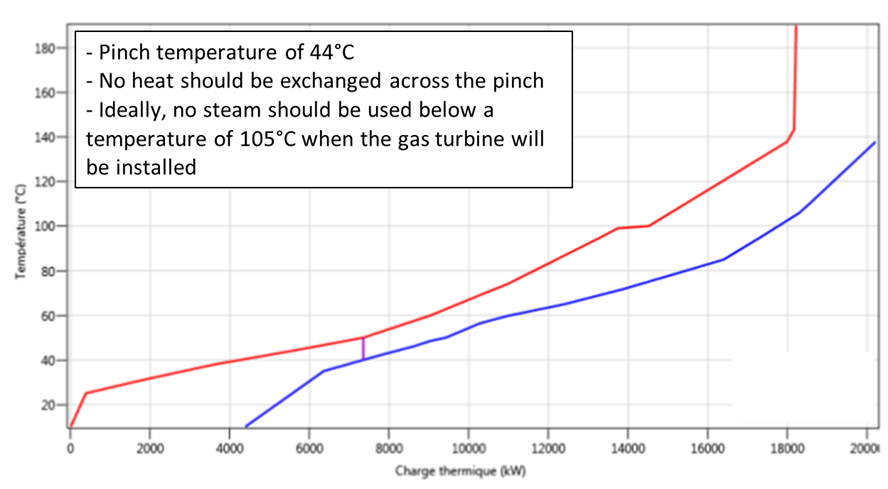 - Pinch temperature of 44°C
- No heat should be exchanged across the pinch
- Ideally, no steam should be used below a
temperature of 105°C when the gas turbine will
be installed
180
160
140
120
100
80
60
40
20
Température (°C)
0 2000 4000 6000 8000 10000 12000 14000 16000 18000 20000
Charge thermique (kW)